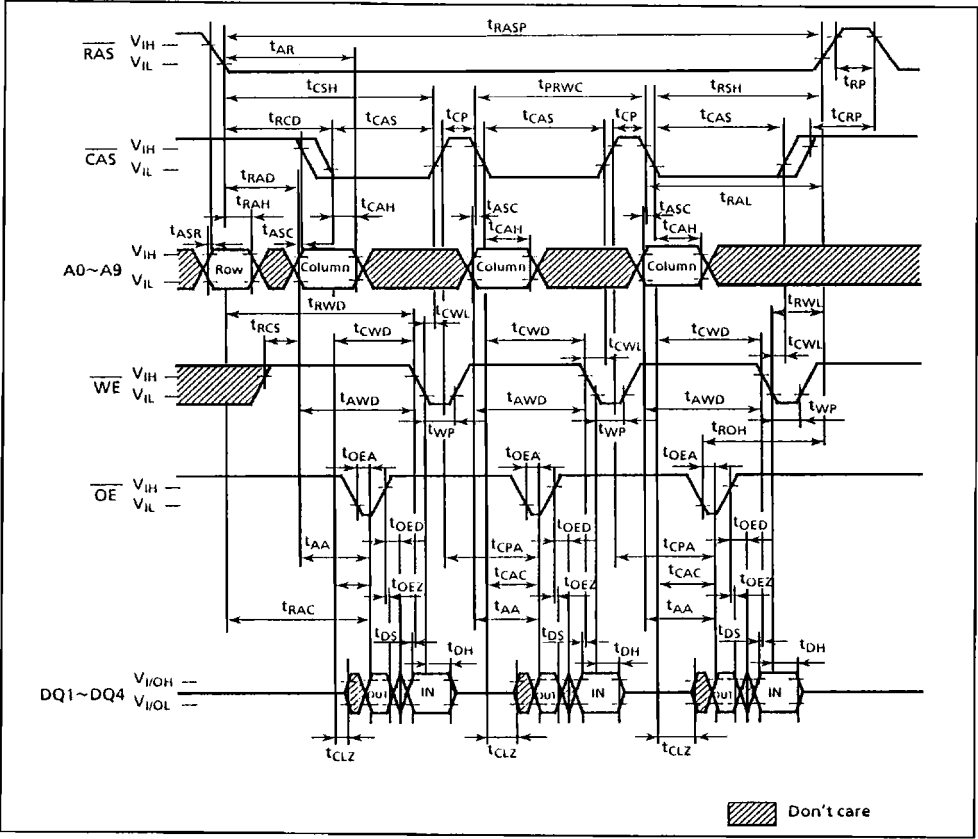 tRASP
RAS VIH
VIL
tAR
tRP
tCSH tPRWC tRSH
tRCD tCAS tCP tCAS tCP tCAS tCRP
CAS VIH
VIL
tRAD tRAL
tRAH tCAH tASC tASC
tASR tASC tCAH tCAH
A0~A9 VIH
VIL
Row Column Column Column
tRWD tCWL tRWL
tRCS tCWD tCWD tCWL tCWD tCWL
WE VIH
VIL
tAWD tAWD tAWD tWP
tWP tWP tROH
tOEA tOEA tOEA
OE VIH
VIL
tOED tOED tOED
tAA tCPA tCPA
tCAC tCAC
tOEZ tOEZ tOEZ
tRAC tAA tAA
tDS tDS tDS
tDH tDH tDH
DQ1~DQ4 VI/OH
VI/OL
OUT IN OUT IN OUT IN
tCLZ tCLZ tCLZ
Don't care